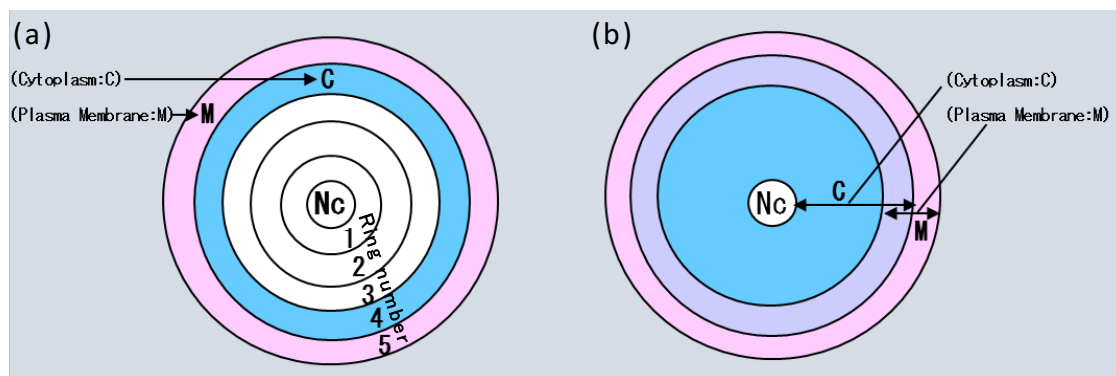 (a)
(Cytoplasm:C)
C
(Plasma Membrane:M)
M
Nc
Ring number
1
2
3
4
5
(b)
(Cytoplasm:C)
(Plasma Membrane:M)
Nc
C
M